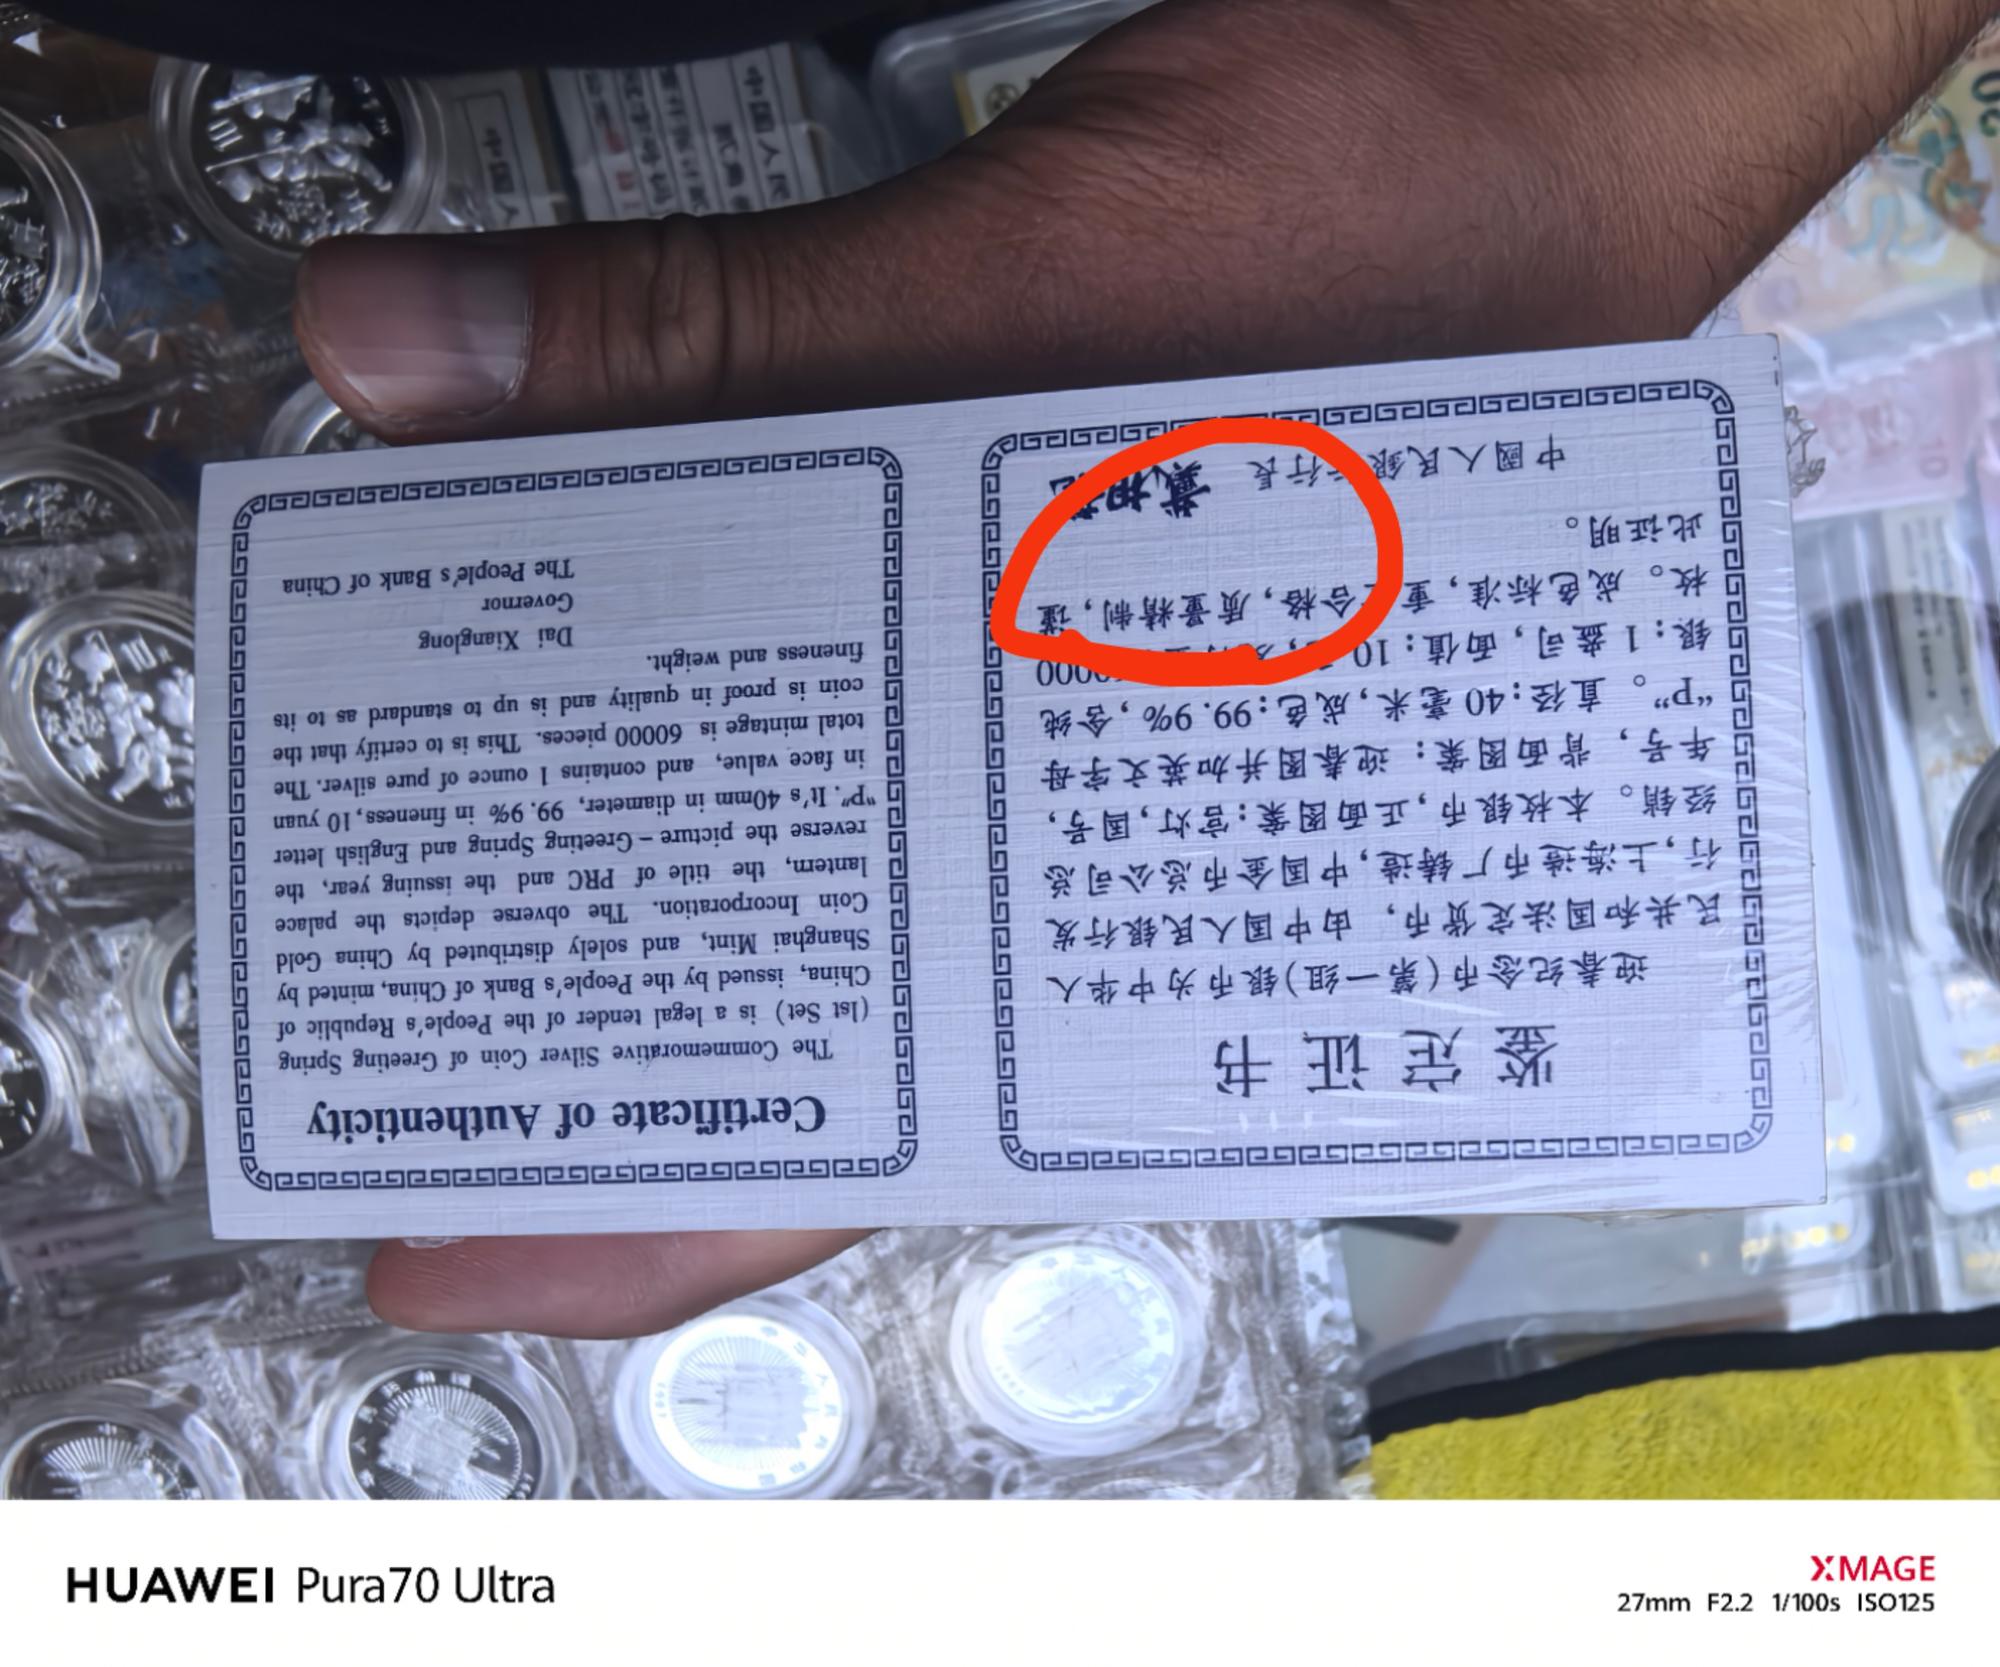 鉴定证书
迎春纪念币(第一组)银币为中华人
民共和国法定货币，由中国人民银行发
行，上海造币厂铸造，中国金币总公司总
经销。本枚银币，正面图案：宫灯，国号，
年号，背面图案：迎春图并加英文字母
“P”。直径：40毫米，成色：99.9%，含纯
银：1盎司，面值：10
枚。成色标准，重 合格，质量精制，谨
此证明。
中國人民銀行行長
Certificate of Authenticity
The Commemorative Silver Coin of Greeting Spring
(1st Set) is a legal tender of the People's Republic of
China, issued by the People's Bank of China, minted by
Shanghai Mint, and solely distributed by China Gold
Coin Incorporation. The obverse depicts the palace
lantern, the title of PRC and the issuing year, the
reverse the picture – Greeting Spring and English letter
"P". It's 40mm in diameter, 99.9% in fineness, 10 yuan
in face value, and contains 1 ounce of pure silver. The
total mintage is 60000 pieces. This is to certify that the
coin is proof in quality and is up to standard as to its
fineness and weight.
Dai Xianglong
Governor
The People's Bank of China
HUAWEI Pura70 Ultra
XMAGE
27mm F2.2 1/100s ISO125